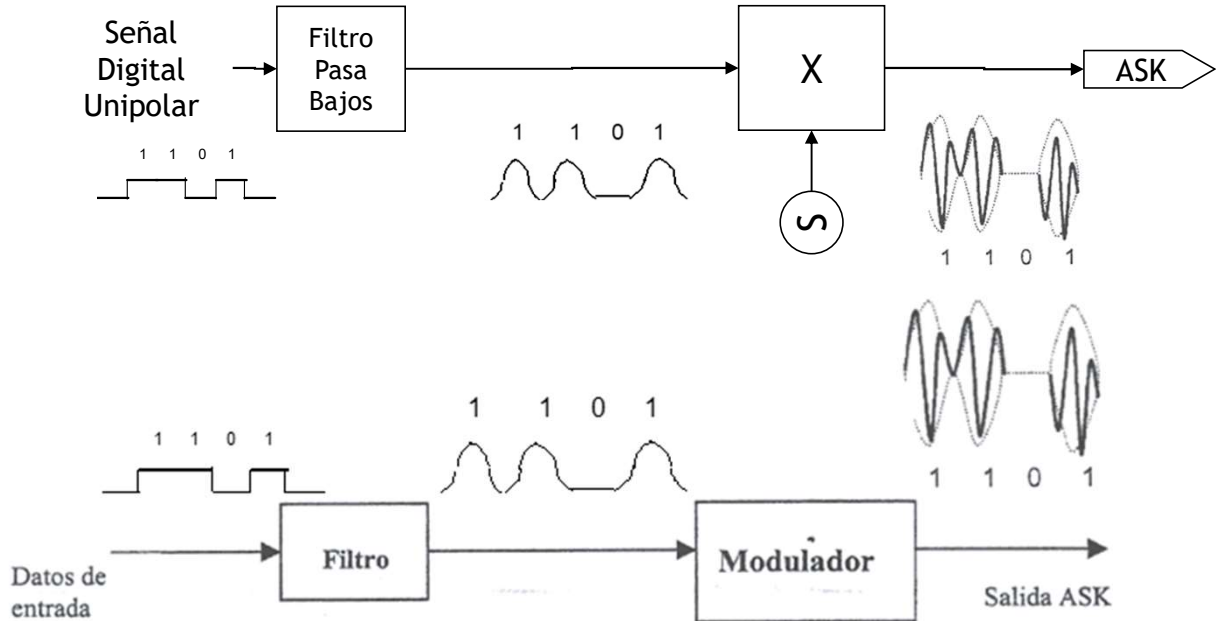 Señal
Digital
Unipolar
Filtro
Pasa
Bajos
X
ASK
1 1 0 1
1 1 0 1
S
1 1 0 1
1 1 0 1
1 1 0 1
1 1 0 1
Filtro
Modulador
Datos de
entrada
Salida ASK